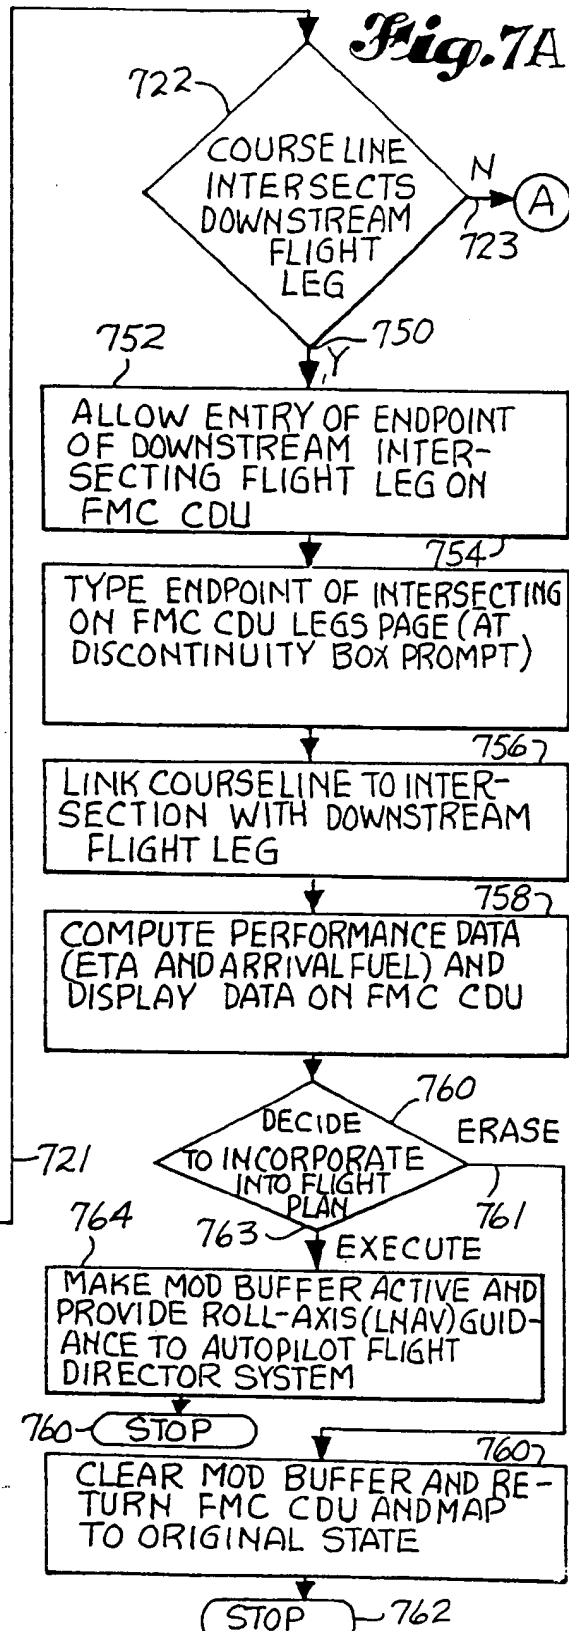 Fig. 7A
722
COURSE LINE
INTERSECTS
DOWNSTREAM
FLIGHT
LEG
N
A
723
750
Y
752
ALLOW ENTRY OF ENDPOINT
OF DOWNSTREAM INTER-
SECTING FLIGHT LEG ON
FMC CDU
754
TYPE ENDPOINT OF INTERSECTING
ON FMC CDU LEGS PAGE (AT
DISCONTINUITY BOX PROMPT)
756
LINK COURSELINE TO INTER-
SECTION WITH DOWNSTREAM
FLIGHT LEG
758
COMPUTE PERFORMANCE DATA
(ETA AND ARRIVAL FUEL) AND
DISPLAY DATA ON FMC CDU
760
DECIDE
TO INCORPORATE
INTO FLIGHT
PLAN
ERASE
721
761
764
763
EXECUTE
MAKE MOD BUFFER ACTIVE AND
PROVIDE ROLL-AXIS (LNAV) GUID-
ANCE TO AUTOPILOT FLIGHT
DIRECTOR SYSTEM
760
STOP
760
CLEAR MOD BUFFER AND RE-
TURN FMC CDU AND MAP
TO ORIGINAL STATE
STOP
762